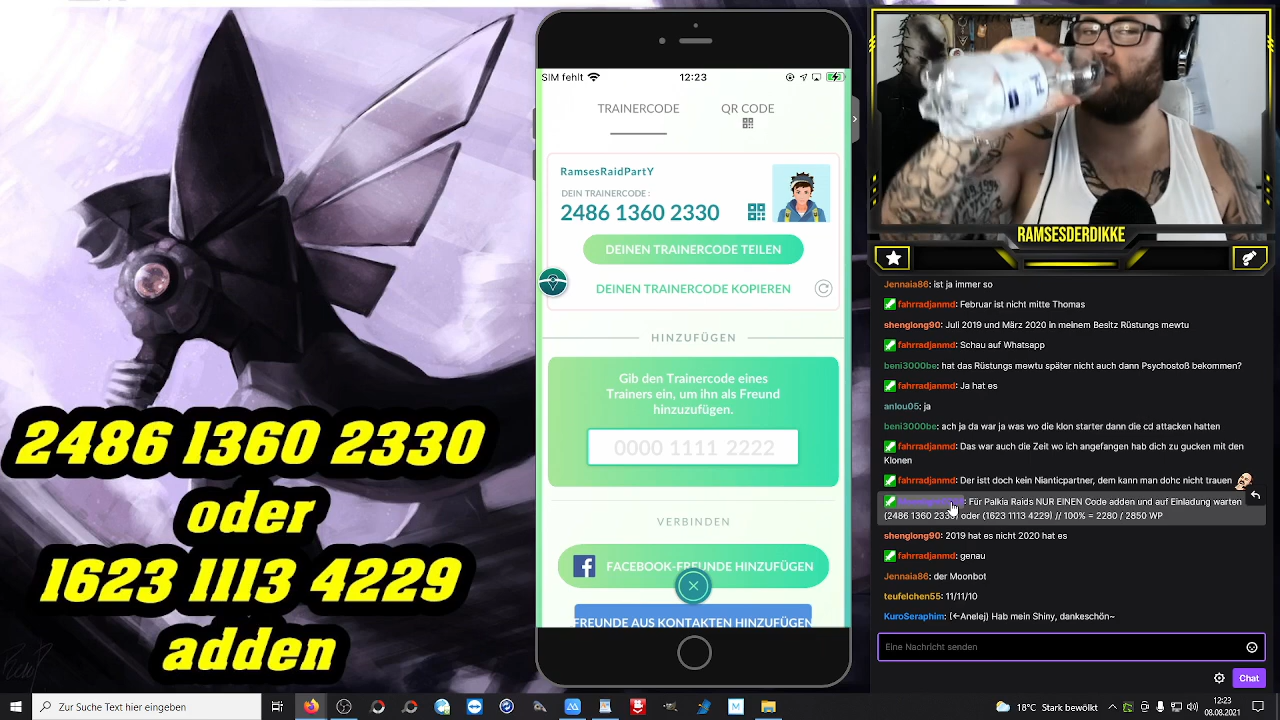 2486 1360 2330
oder
1623 1113 4229
adden
SIM fehlt
12:23
TRAINERCODE
QR CODE
RamsesRaidPartY
DEIN TRAINERCODE :
2486 1360 2330
DEINEN TRAINERCODE TEILEN
DEINEN TRAINERCODE KOPIEREN
HINZUFÜGEN
Gib den Trainercode eines
Trainers ein, um ihn als Freund
hinzuzufügen.
0000 1111 2222
VERBINDEN
FACEBOOK-FREUNDE HINZUFÜGEN
FREUNDE AUS KONTAKTEN HINZUFÜGEN
RAMSESDERDIKKE
Jennaia86: ist ja immer so
fahrradjanmd: Februar ist nicht mitte Thomas
shenglong90: Juli 2019 und März 2020 in meinem Besitz Rüstungs mewtu
fahrradjanmd: Schau auf Whatsapp
beni3000be: hat das Rüstungs mewtu später nicht auch dann Psychostoß bekommen?
fahrradjanmd: Ja hat es
anlou05: ja
beni3000be: ach ja da war ja was wo die klon starter dann die cd attacken hatten
fahrradjanmd: Das war auch die Zeit wo ich angefangen hab dich zu gucken mit den
Klonen
fahrradjanmd: Der istt doch kein Nianticpartner, dem kann man dohc nicht trauen
: Für Palkia Raids NUR EINEN Code adden und auf Einladung warten
(2486 1360 2330) oder (1623 1113 4229) // 100% = 2280 / 2850 WP
shenglong90: 2019 hat es nicht 2020 hat es
fahrradjanmd: genau
Jennaia86: der Moonbot
teufelchen55: 11/11/10
KuroSeraphim: (←Anelej) Hab mein Shiny, dankeschön~
Eine Nachricht senden
Chat
Zur Suche Text hier eingeben
12:23
08.08.2021